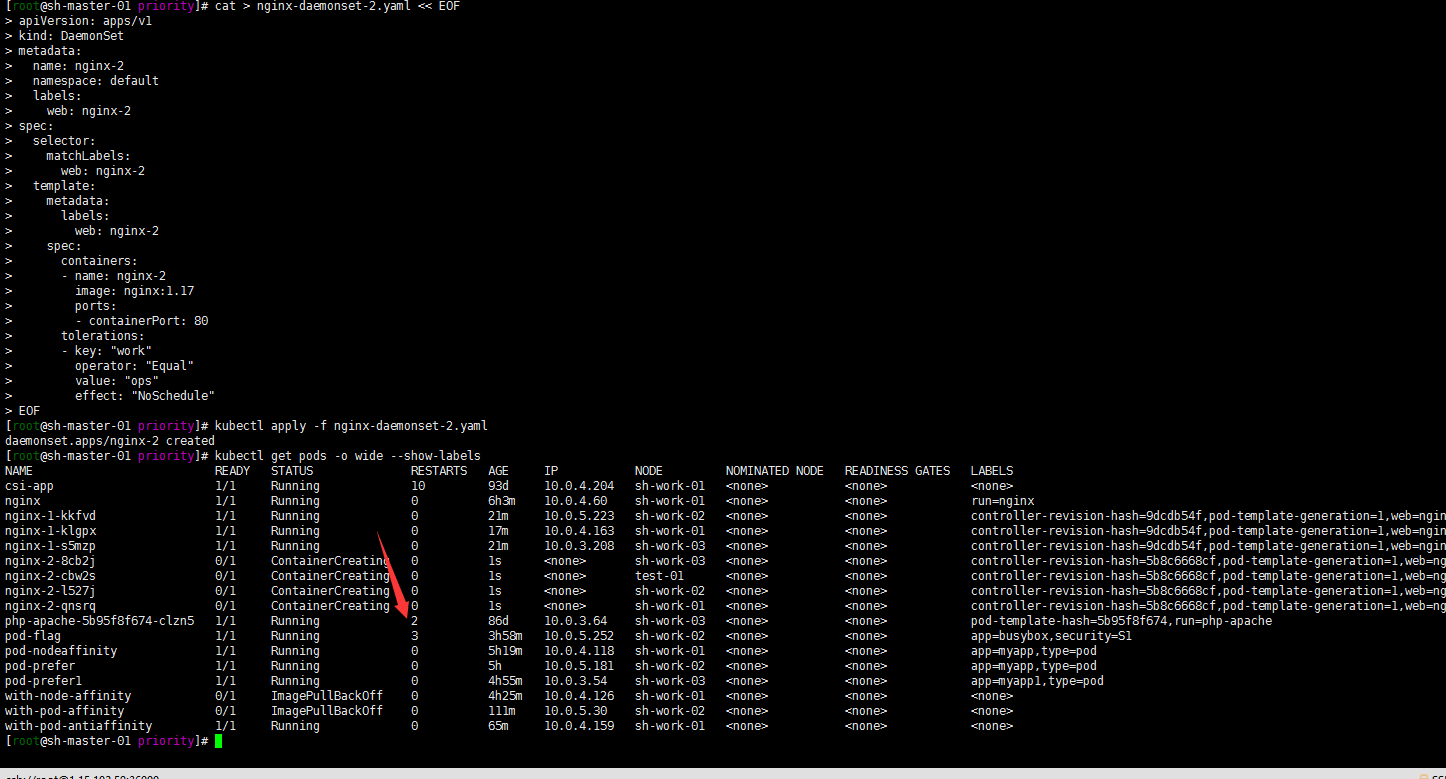 [root@sh-master-01 priority]# cat > nginx-daemonset-2.yaml << EOF
> apiVersion: apps/v1
> kind: DaemonSet
> metadata:
>   name: nginx-2
>   namespace: default
>   labels:
>     web: nginx-2
> spec:
>   selector:
>     matchLabels:
>       web: nginx-2
>   template:
>     metadata:
>       labels:
>         web: nginx-2
>     spec:
>       containers:
>       - name: nginx-2
>         image: nginx:1.17
>         ports:
>         - containerPort: 80
>       tolerations:
>       - key: "work"
>         operator: "Equal"
>         value: "ops"
>         effect: "NoSchedule"
> EOF
[root@sh-master-01 priority]# kubectl apply -f nginx-daemonset-2.yaml
daemonset.apps/nginx-2 created
[root@sh-master-01 priority]# kubectl get pods -o wide --show-labels
NAME READY STATUS RESTARTS AGE IP NODE NOMINATED NODE READINESS GATES LABELS
csi-app 1/1 Running 10 93d 10.0.4.204 sh-work-01 <none> <none> <none>
nginx 1/1 Running 0 6h3m 10.0.4.60 sh-work-01 <none> <none> run=nginx
nginx-1-kkfvd 1/1 Running 0 21m 10.0.5.223 sh-work-02 <none> <none> controller-revision-hash=9dcdb54f,pod-template-generation=1,web=ngin
nginx-1-klgpx 1/1 Running 0 17m 10.0.4.163 sh-work-01 <none> <none> controller-revision-hash=9dcdb54f,pod-template-generation=1,web=ngin
nginx-1-s5mzp 1/1 Running 0 21m 10.0.3.208 sh-work-03 <none> <none> controller-revision-hash=9dcdb54f,pod-template-generation=1,web=ngin
nginx-2-8cb2j 0/1 ContainerCreating 0 1s <none> sh-work-03 <none> <none> controller-revision-hash=5b8c6668cf,pod-template-generation=1,web=ng
nginx-2-cbw2s 0/1 ContainerCreating 0 1s <none> test-01 <none> <none> controller-revision-hash=5b8c6668cf,pod-template-generation=1,web=ng
nginx-2-l527j 0/1 ContainerCreating 0 1s <none> sh-work-02 <none> <none> controller-revision-hash=5b8c6668cf,pod-template-generation=1,web=ng
nginx-2-qnsrq 0/1 ContainerCreating 0 1s <none> sh-work-01 <none> <none> controller-revision-hash=5b8c6668cf,pod-template-generation=1,web=ng
php-apache-5b95f8f674-clzn5 1/1 Running 2 86d 10.0.3.64 sh-work-03 <none> <none> pod-template-hash=5b95f8f674,run=php-apache
pod-flag 1/1 Running 3 3h58m 10.0.5.252 sh-work-02 <none> <none> app=busybox,security=S1
pod-nodeaffinity 1/1 Running 0 5h19m 10.0.4.118 sh-work-01 <none> <none> app=myapp,type=pod
pod-prefer 1/1 Running 0 5h 10.0.5.181 sh-work-02 <none> <none> app=myapp,type=pod
pod-prefer1 1/1 Running 0 4h55m 10.0.3.54 sh-work-03 <none> <none> app=myapp1,type=pod
with-node-affinity 0/1 ImagePullBackOff 0 4h25m 10.0.4.126 sh-work-01 <none> <none> <none>
with-pod-affinity 0/1 ImagePullBackOff 0 111m 10.0.5.30 sh-work-02 <none> <none> <none>
with-pod-antiaffinity 1/1 Running 0 65m 10.0.4.159 sh-work-01 <none> <none> <none>
[root@sh-master-01 priority]#